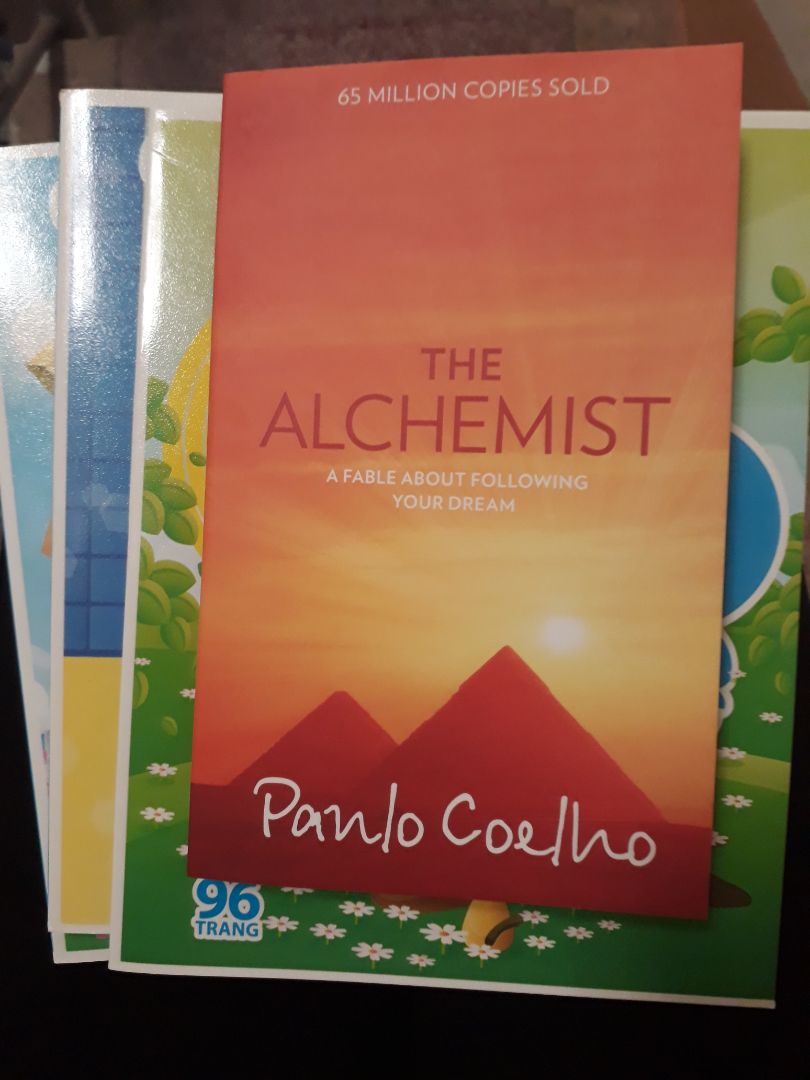 65 MILLION COPIES SOLD
THE
ALCHEMIST
A FABLE ABOUT FOLLOWING
YOUR DREAM
Paulo Coelho
96
TRANG